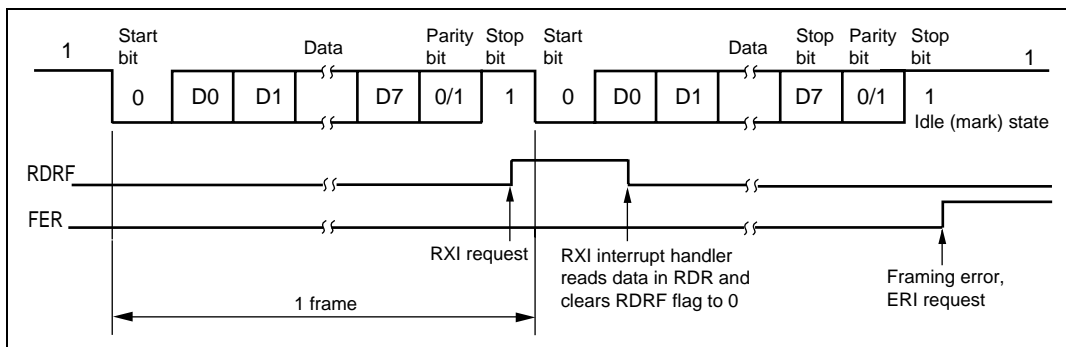 1
Start bit
Data
Parity bit
Stop bit
Start bit
Data
Stop bit
Parity bit
Stop bit
1
0
D0
D1
D7
0/1
1
0
D0
D1
D7
0/1
1
Idle (mark) state
RDRF
FER
RXI request
RXI interrupt handler
reads data in RDR and
clears RDRF flag to 0
Framing error,
ERI request
1 frame